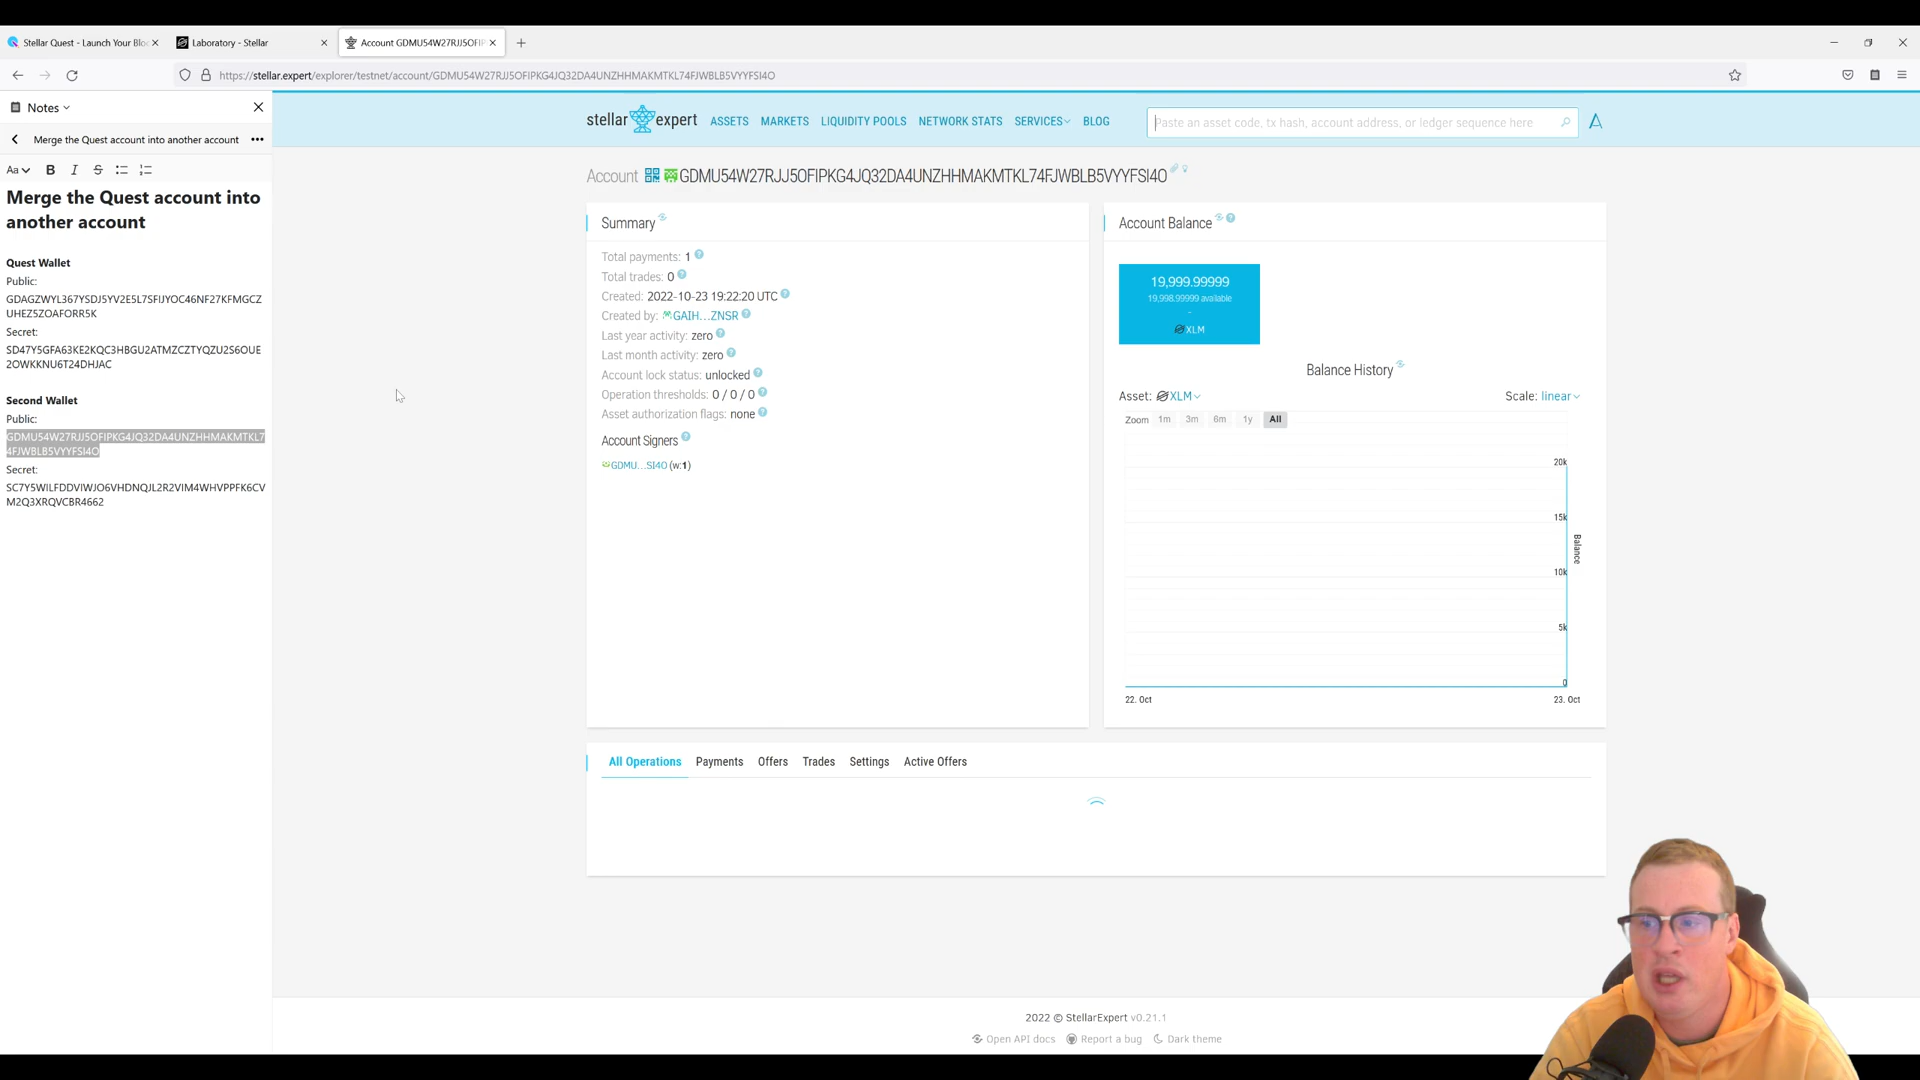 Stellar Quest - Launch Your Bloc
Laboratory - Stellar
Account GDMU54W27RJJ5OFIP
https://stellar.expert/explorer/testnet/account/GDMU54W27RJJ5OFIPKG4JQ32DA4UNZHHMAKMTKL74FJWBLB5VYYFSI4O
Notes
Merge the Quest account into another account
Aa B I S
Merge the Quest account into
another account
Quest Wallet
Public:
GDAGZWYL367YSDJ5YV2E5L7SFIJYOC46NF27KFMGCZ
UHEZ5ZOAFORR5K
Secret:
SD47Y5GFA63KE2KQC3HBGU2ATMZCZTYQZU2S6OUE
2OWKKNU6T24DHJAC
Second Wallet
Public:
GDMU54W27RJJ5OFIPKG4JQ32DA4UNZHHMAKMTKL7
4FJWBLB5VYYFSI4O
Secret:
SC7Y5WILFDDVIWJO6VHDNQJL2R2VIM4WHVPPFK6CV
M2Q3XRQVCBR4662
stellar expert
ASSETS MARKETS LIQUIDITY POOLS NETWORK STATS SERVICES BLOG
Paste an asset code, tx hash, account address, or ledger sequence here
Account GDMU54W27RJJ5OFIPKG4JQ32DA4UNZHHMAKMTKL74FJWBLB5VYYFSI4O
Summary
Total payments: 1
Total trades: 0
Created: 2022-10-23 19:22:20 UTC
Created by: GAIH…ZNSR
Last year activity: zero
Last month activity: zero
Account lock status: unlocked
Operation thresholds: 0 / 0 / 0
Asset authorization flags: none
Account Signers
GDMU…SI4O (w:1)
Account Balance
19,999.99999
19,998.99999 available
-
XLM
Balance History
Asset: XLM
Scale: linear
Zoom 1m 3m 6m 1y All
20k
15k
10k
5k
0
Balance
22. Oct
23. Oct
All Operations Payments Offers Trades Settings Active Offers
2022 © StellarExpert v0.21.1
Open API docs Report a bug Dark theme